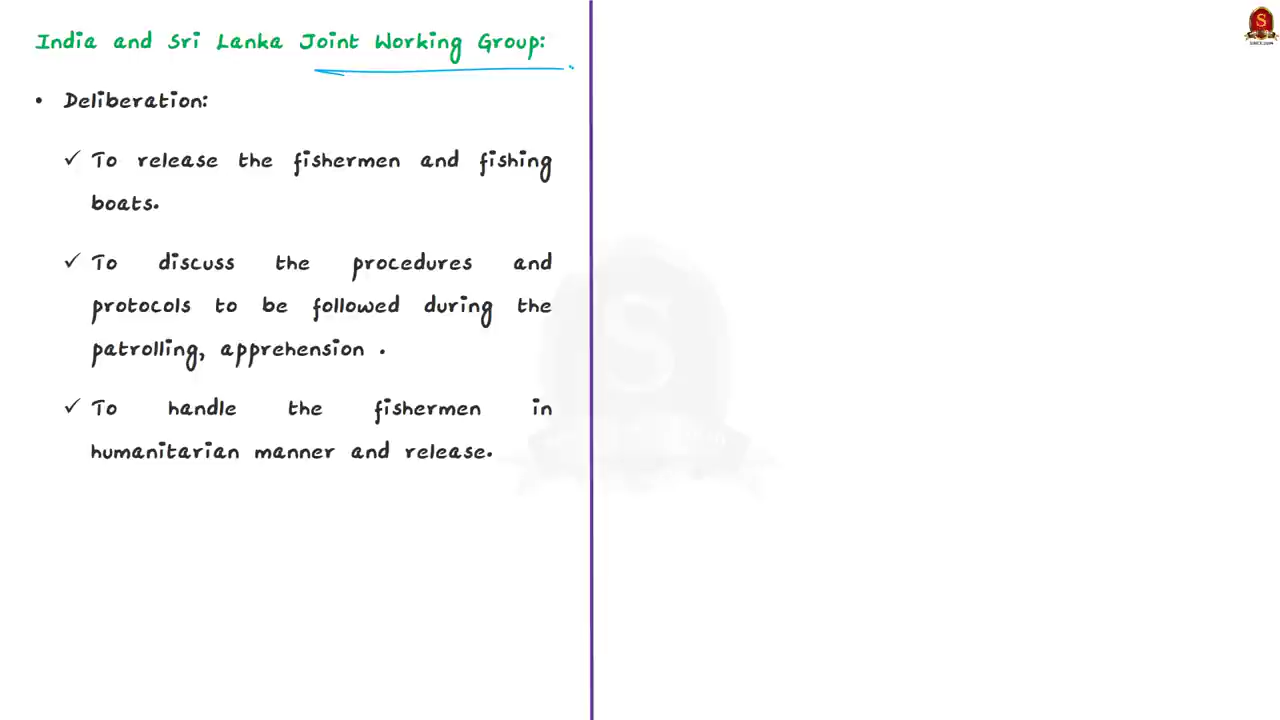 India and Sri Lanka Joint Working Group:
• Deliberation:
✓ To release the fishermen and fishing
boats.
✓ To discuss the procedures and
protocols to be followed during the
patrolling, apprehension .
✓ To handle the fishermen in
humanitarian manner and release.
S